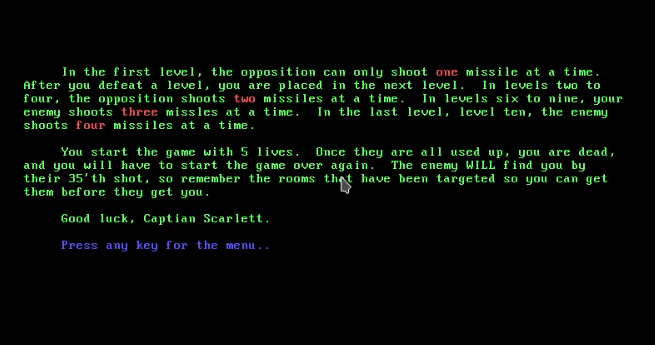 In the first level, the opposition can only shoot one missile at a time.
After you defeat a level, you are placed in the next level.  In levels two to
four, the opposition shoots two missiles at a time.  In levels six to nine, your
enemy shoots three missles at a time.  In the last level, level ten, the enemy
shoots four missiles at a time.
You start the game with 5 lives.  Once they are all used up, you are dead,
and you will have to start the game over again.  The enemy WILL find you by
their 35'th shot, so remember the rooms that have been targeted so you can get
them before they get you.
Good luck, Captian Scarlett.
Press any key for the menu..